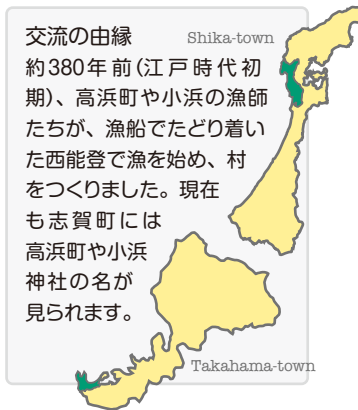 交流の由縁
Shika-town
約380年前(江戸時代初
期)、高浜町や小浜の漁師
たちが、漁船でたどり着い
た西能登で漁を始め、村
をつくりました。現在
も志賀町には
高浜町や小浜
神社の名が
見られます。
Takahama-town